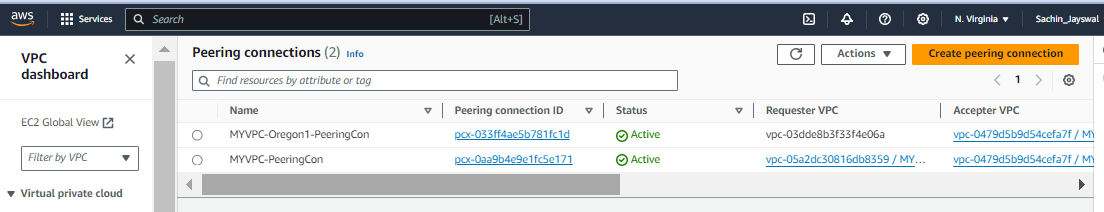 aws Services Search [Alt+S] N. Virginia Sachin_Jayswal
VPC dashboard
EC2 Global View
Filter by VPC
Virtual private cloud
Peering connections (2) Info Actions Create peering connection
Find resources by attribute or tag 1
Name Peering connection ID Status Requester VPC Accepter VPC
MYVPC-Oregon1-PeeringCon pcx-033ff4ae5b781fc1d Active vpc-03dde8b3f33f4e06a vpc-0479d5b9d54cefa7f / MY
MYVPC-PeeringCon pcx-0aa9b4e9e1fc5e171 Active vpc-05a2dc30816db8359 / MY… vpc-0479d5b9d54cefa7f / MY